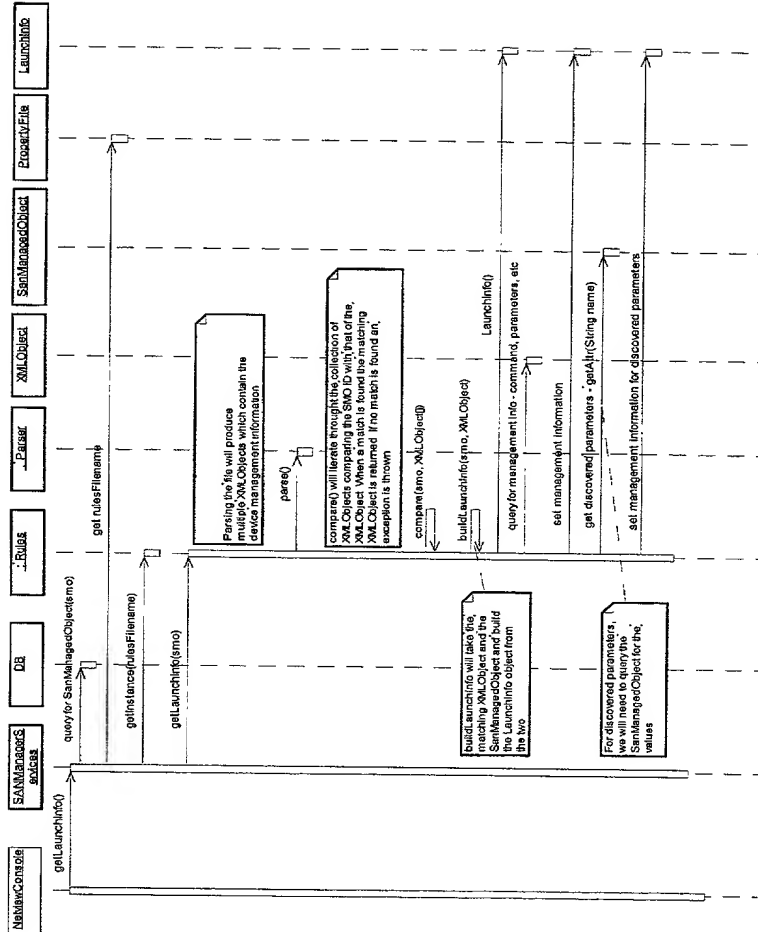 NeMawConsole
SANManagerS
ervices
DB
: Rules
: Parser
XMLObject
SanManagedObject
PropertyFile
LaunchInfo
getLaunchInfo()
query for SanManagedObject(smo)
get rulesFilename
getInstance(rulesFilename)
getLaunchInfo(smo)
Parsing the file will produce
multiple XMLObjects which contain the
device management information
parse()
compare() will iterate throught the collection of
XMLObjects comparing the SMO ID with that of the
XMLObject When a match is found the matching
XMLObject is returned If no match is found an
exception is thrown
compare(smo, XMLObject[])
buildLaunchInfo(smo, XMLObject)
buildLaunchInfo will take the
matching XMLObject and the
SanManagedObject and build
the LaunchInfo object from
the two
LaunchInfo()
query for management info - command, parameters, etc
set management information
get discovered parameters - getAttr(String name)
set management information for discovered parameters
For discovered parameters,
we will need to query the
SanManagedObject for the
values